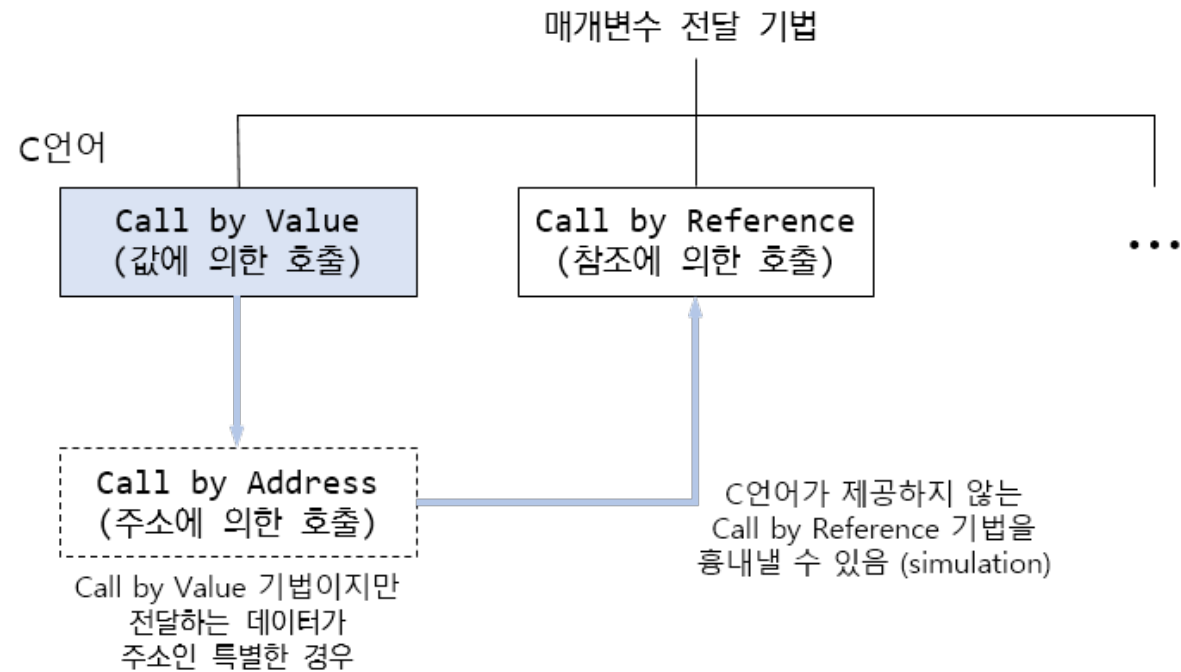 매개변수 전달 기법
C언어
Call by Value
(값에 의한 호출)
Call by Reference
(참조에 의한 호출)
•••
Call by Address
(주소에 의한 호출)
Call by Value 기법이지만
전달하는 데이터가
주소인 특별한 경우
C언어가 제공하지 않는
Call by Reference 기법을
흉내낼 수 있음 (simulation)